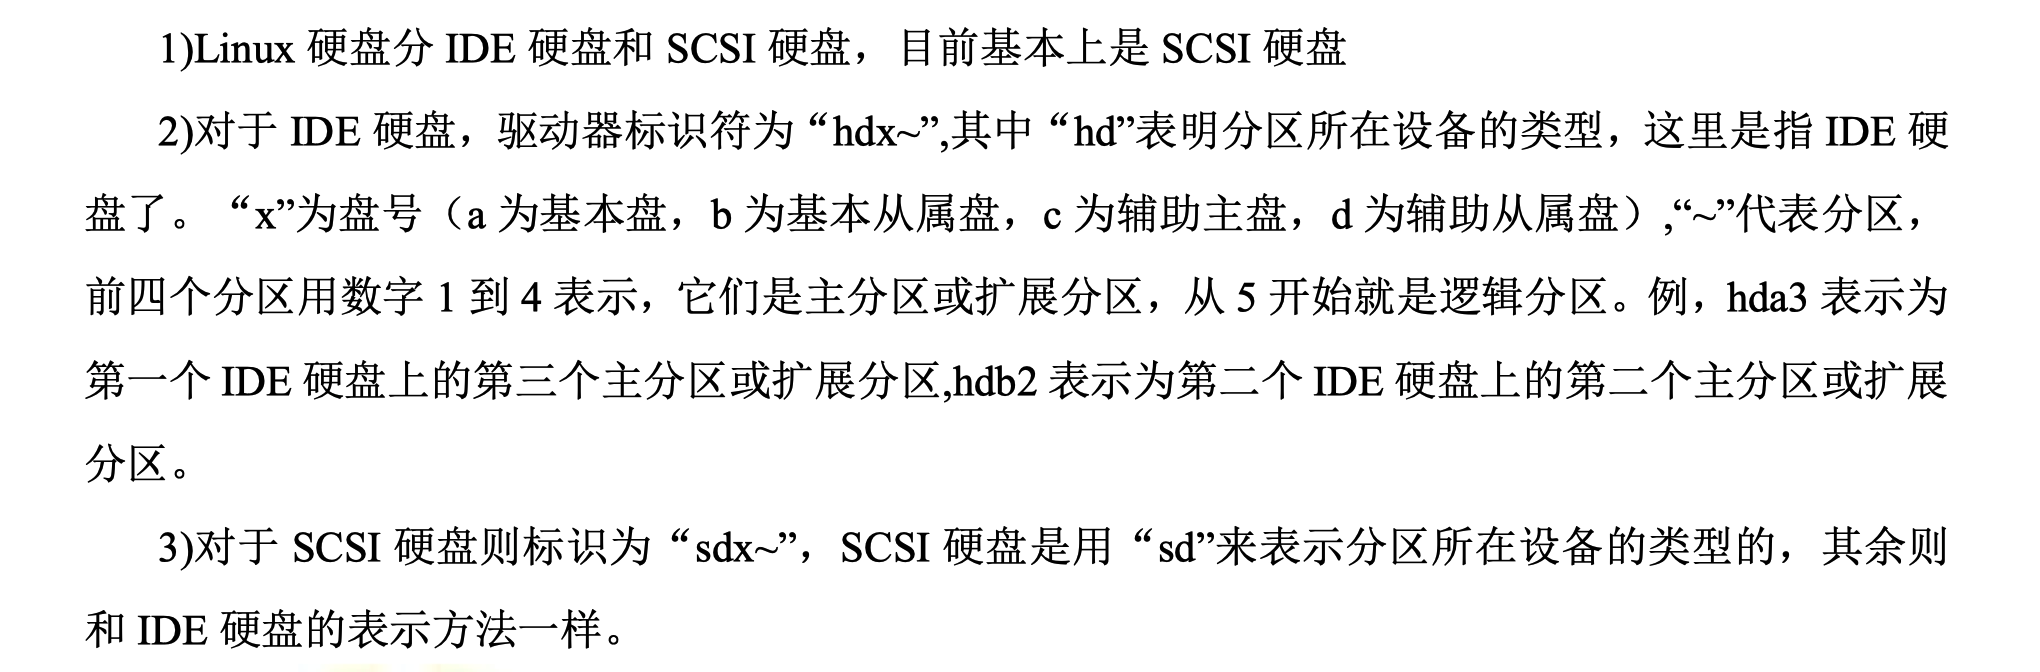 1)Linux 硬盘分 IDE 硬盘和 SCSI 硬盘，目前基本上是 SCSI 硬盘
2)对于 IDE 硬盘，驱动器标识符为“hdx~”,其中“hd”表明分区所在设备的类型，这里是指 IDE 硬
盘了。“x”为盘号（a 为基本盘，b 为基本从属盘，c 为辅助主盘，d 为辅助从属盘）,“~”代表分区，
前四个分区用数字 1 到 4 表示，它们是主分区或扩展分区，从 5 开始就是逻辑分区。例，hda3 表示为
第一个 IDE 硬盘上的第三个主分区或扩展分区,hdb2 表示为第二个 IDE 硬盘上的第二个主分区或扩展
分区。
3)对于 SCSI 硬盘则标识为“sdx~”，SCSI 硬盘是用“sd”来表示分区所在设备的类型的，其余则
和 IDE 硬盘的表示方法一样。